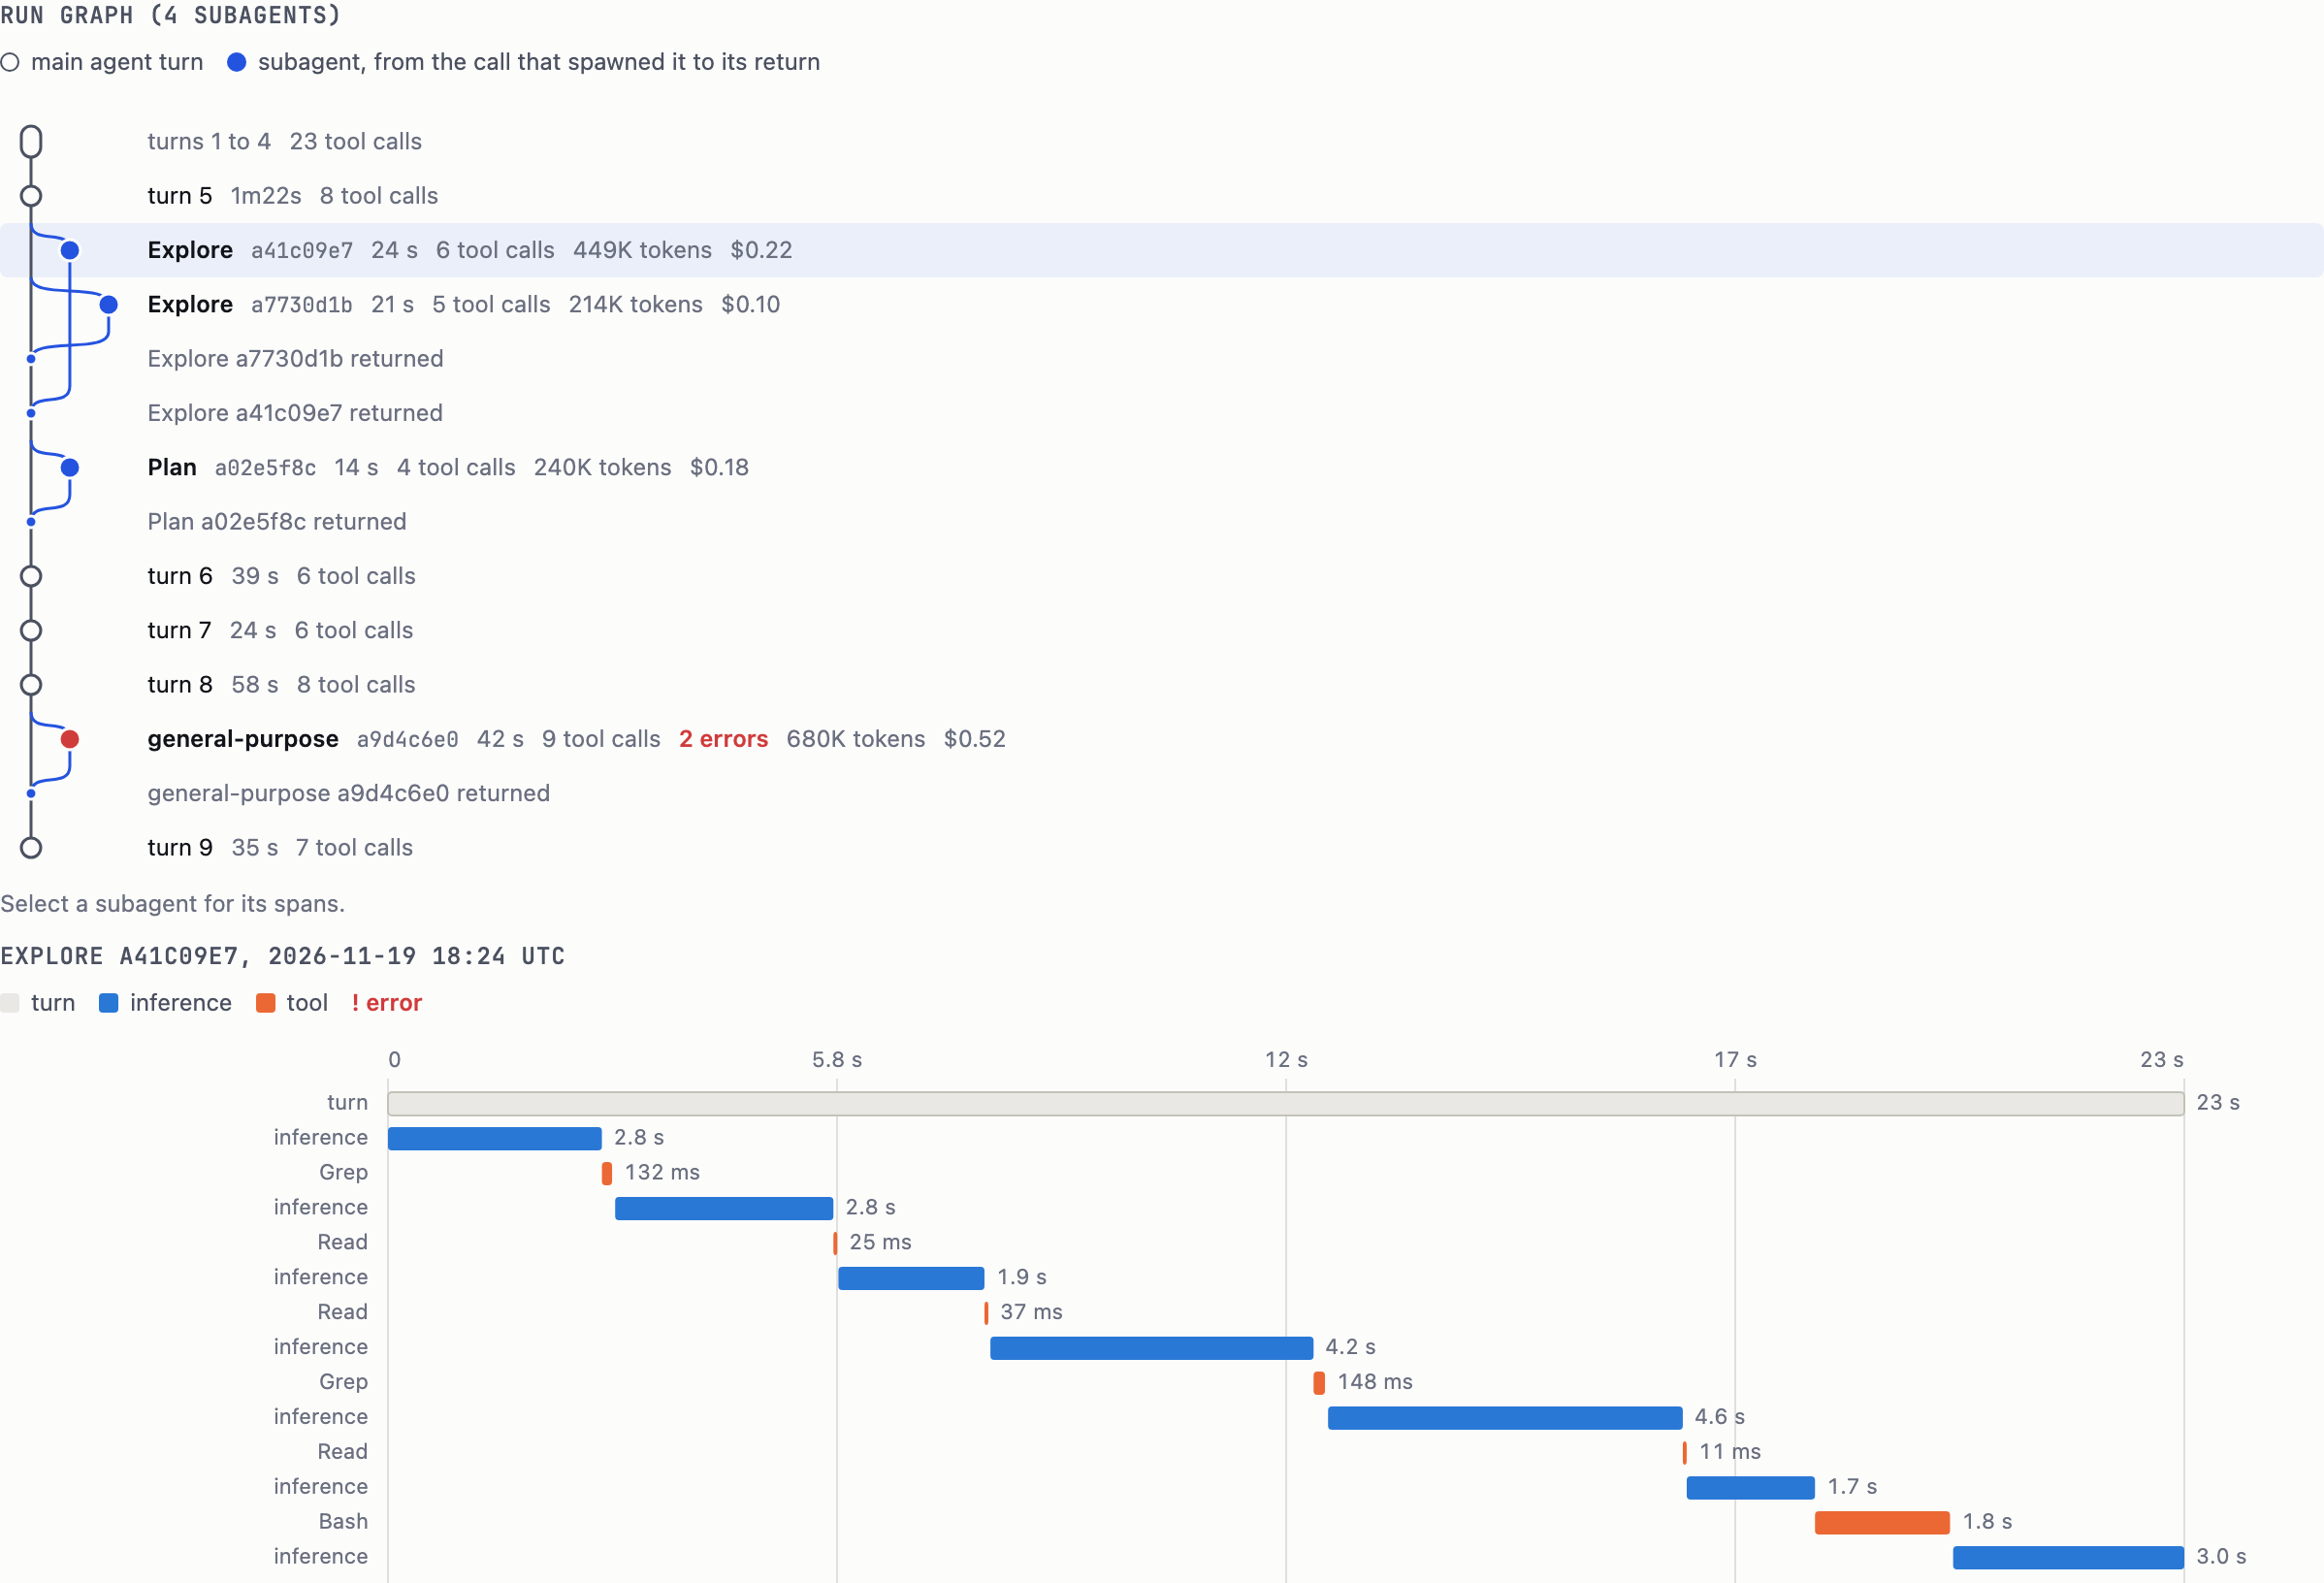 RUN GRAPH (4 SUBAGENTS)
main agent turn subagent, from the call that spawned it to its return
turns 1 to 4 23 tool calls
turn 5 1m22s 8 tool calls
Explore a41c09e7 24 s 6 tool calls 449K tokens $0.22
Explore a7730d1b 21 s 5 tool calls 214K tokens $0.10
Explore a7730d1b returned
Explore a41c09e7 returned
Plan a02e5f8c 14 s 4 tool calls 240K tokens $0.18
Plan a02e5f8c returned
turn 6 39 s 6 tool calls
turn 7 24 s 6 tool calls
turn 8 58 s 8 tool calls
general-purpose a9d4c6e0 42 s 9 tool calls 2 errors 680K tokens $0.52
general-purpose a9d4c6e0 returned
turn 9 35 s 7 tool calls
Select a subagent for its spans.
EXPLORE A41C09E7, 2026-11-19 18:24 UTC
turn inference tool ! error
0 5.8 s 12 s 17 s 23 s
turn 23 s
inference 2.8 s
Grep 132 ms
inference 2.8 s
Read 25 ms
inference 1.9 s
Read 37 ms
inference 4.2 s
Grep 148 ms
inference 4.6 s
Read 11 ms
inference 1.7 s
Bash 1.8 s
inference 3.0 s